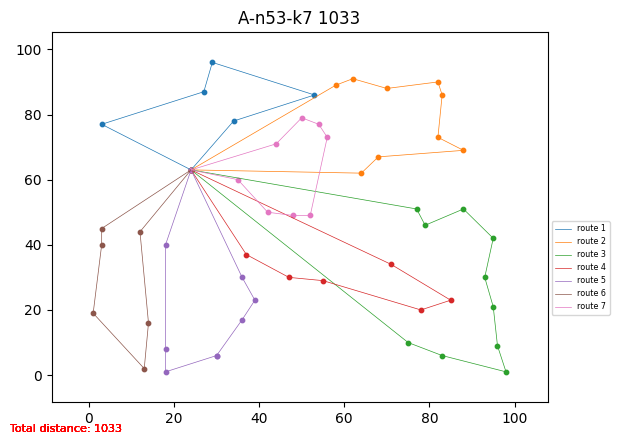 A-n53-k7 1033
100
80
60
40
20
0
0 20 40 60 80 100
route 1
route 2
route 3
route 4
route 5
route 6
route 7
Total distance: 1033